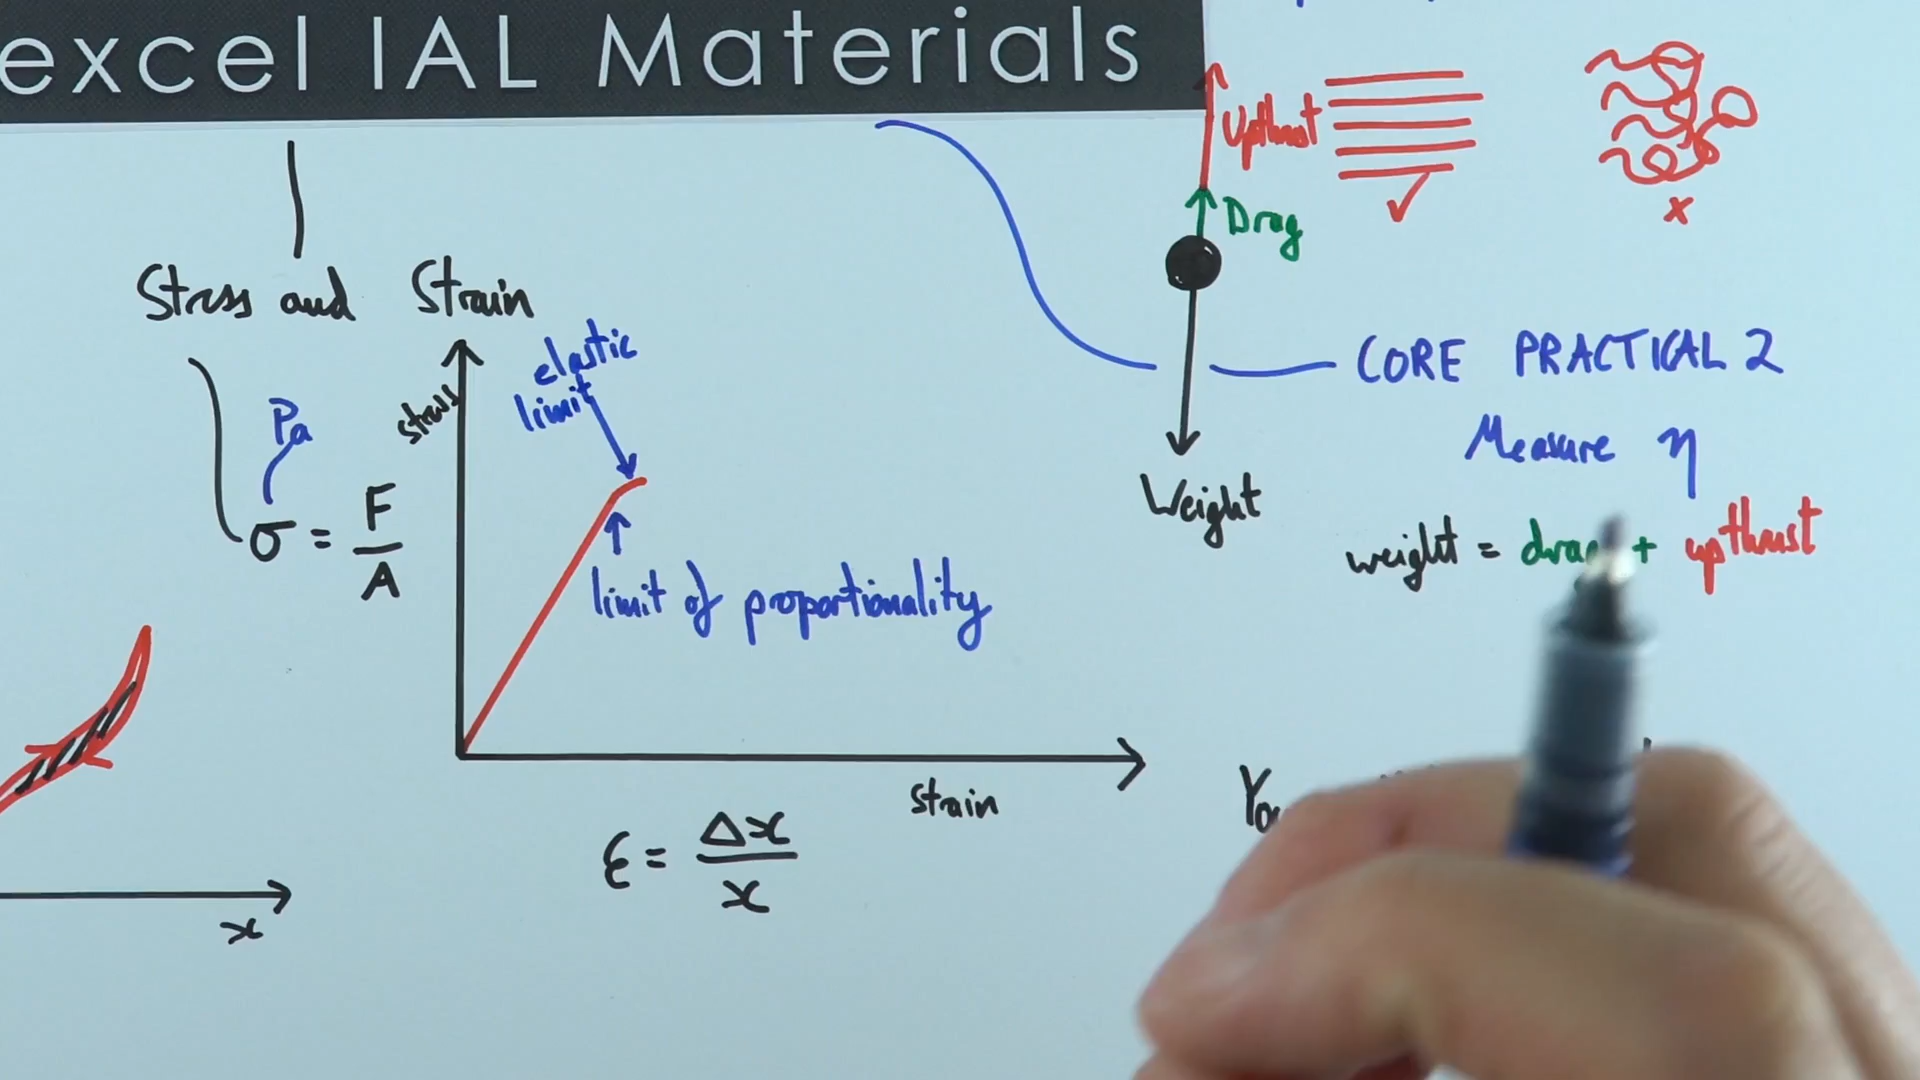 excel IAL Materials
Upthrust
Drag
x
Weight
Stress and Strain
stress
elastic
limit
Pa
σ = F
A
limit of proportionality
strain
ε = Δx
x
x
CORE PRACTICAL 2
Measure η
weight = drag + upthrust